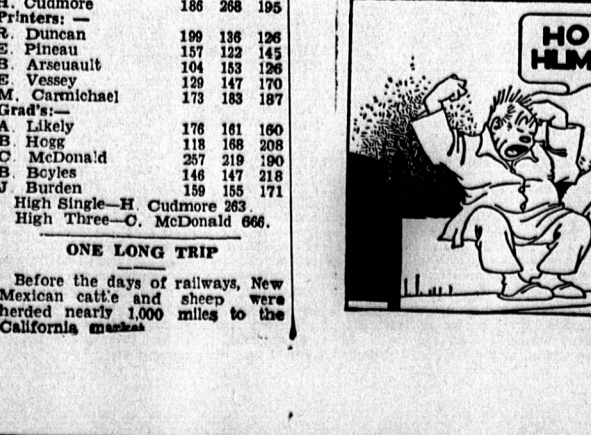 H. Cudmore 186 268 195
Printers: —
R. Duncan 199 136 126
E. Pineau 157 122 145
B. Arseuault 104 153 126
E. Vessey 129 147 170
M. Carmichael 173 183 187
Grad's:—
A. Likely 176 161 160
B. Hogg 118 168 208
C. McDonald 257 219 190
B. Boyles 146 147 218
J. Burden 159 155 171
High Single—H. Cudmore 263.
High Three—C. McDonald 666.
ONE LONG TRIP
Before the days of railways, New
Mexican catt'e and sheep were
herded nearly 1,000 miles to the
California market
HO
HUM